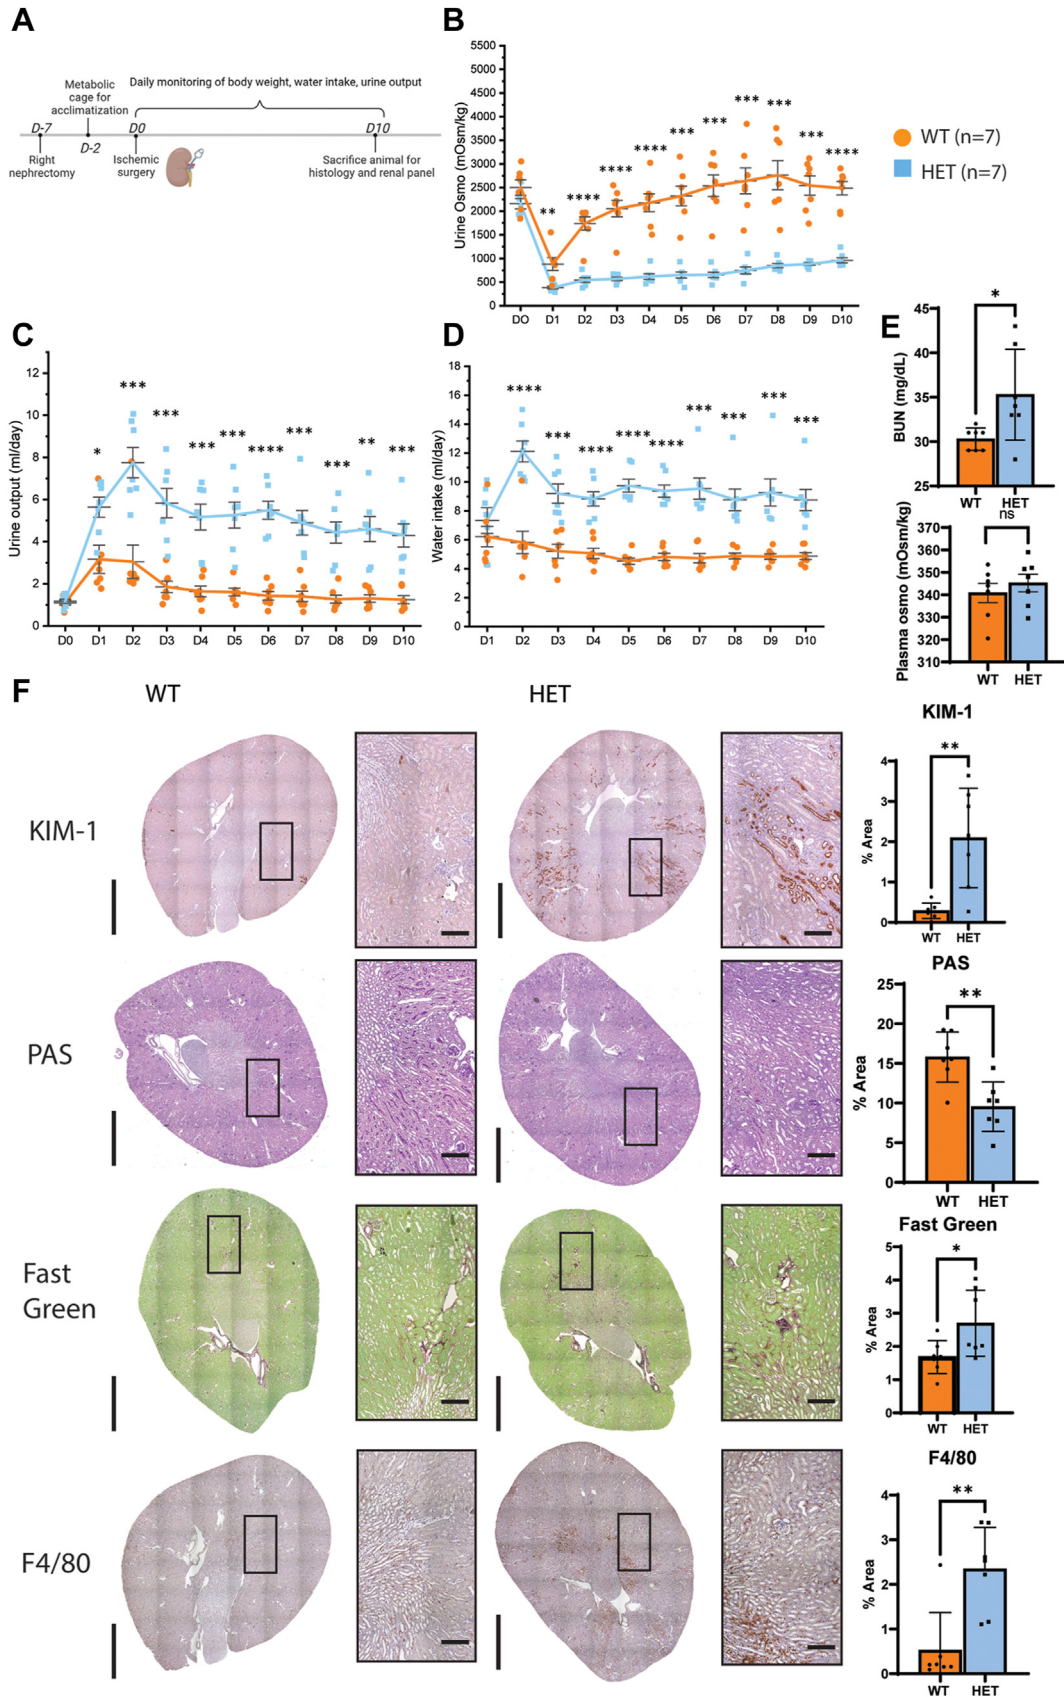 A
Daily monitoring of body weight, water intake, urine output
Metabolic
cage for
acclimatization
D-7
D-2
D0
D10
Right
nephrectomy
Ischemic
surgery
Sacrifice animal for
histology and renal panel
B
Urine Osmo (mOsm/kg)
5500
5000
4500
4000
3500
3000
2500
2000
1500
1000
500
0
** **** **** **** *** *** *** *** *** ****
D0 D1 D2 D3 D4 D5 D6 D7 D8 D9 D10
WT (n=7)
HET (n=7)
C
Urine output (ml/day)
12
10
8
6
4
2
0
* *** *** *** *** **** *** *** ** ***
D0 D1 D2 D3 D4 D5 D6 D7 D8 D9 D10
D
Water intake (ml/day)
18
16
14
12
10
8
6
4
2
0
**** *** **** **** **** *** *** *** ***
D1 D2 D3 D4 D5 D6 D7 D8 D9 D10
E
BUN (mg/dL)
45
40
35
30
25
*
WT HET
Plasma osmo (mOsm/kg)
370
360
350
340
330
320
310
ns
WT HET
F
WT
HET
KIM-1
KIM-1
% Area
4
3
2
1
0
**
WT HET
PAS
PAS
% Area
25
20
15
10
5
0
**
WT HET
Fast
Green
Fast Green
% Area
5
4
3
2
1
0
*
WT HET
F4/80
F4/80
% Area
4
3
2
1
0
**
WT HET